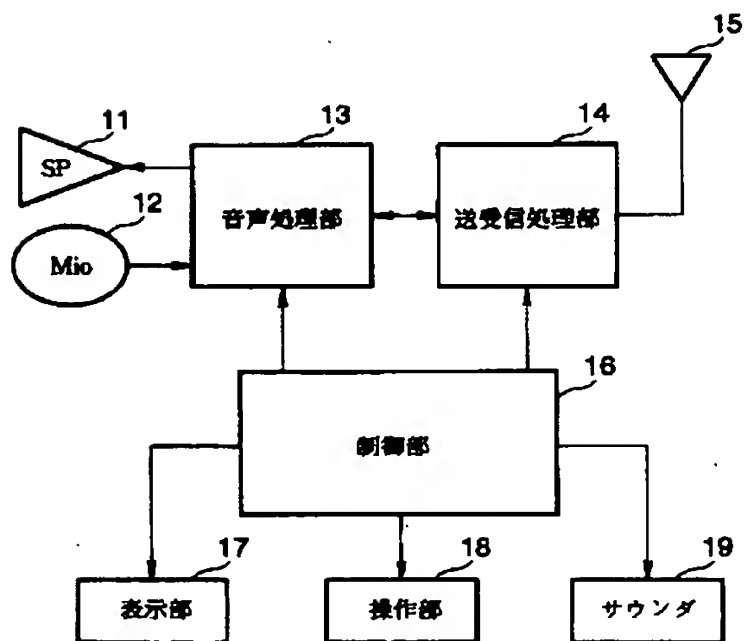 15
11
13
14
SP
12
音声処理部
送受信処理部
Mio
16
制御部
17
18
19
表示部
操作部
サウンダ